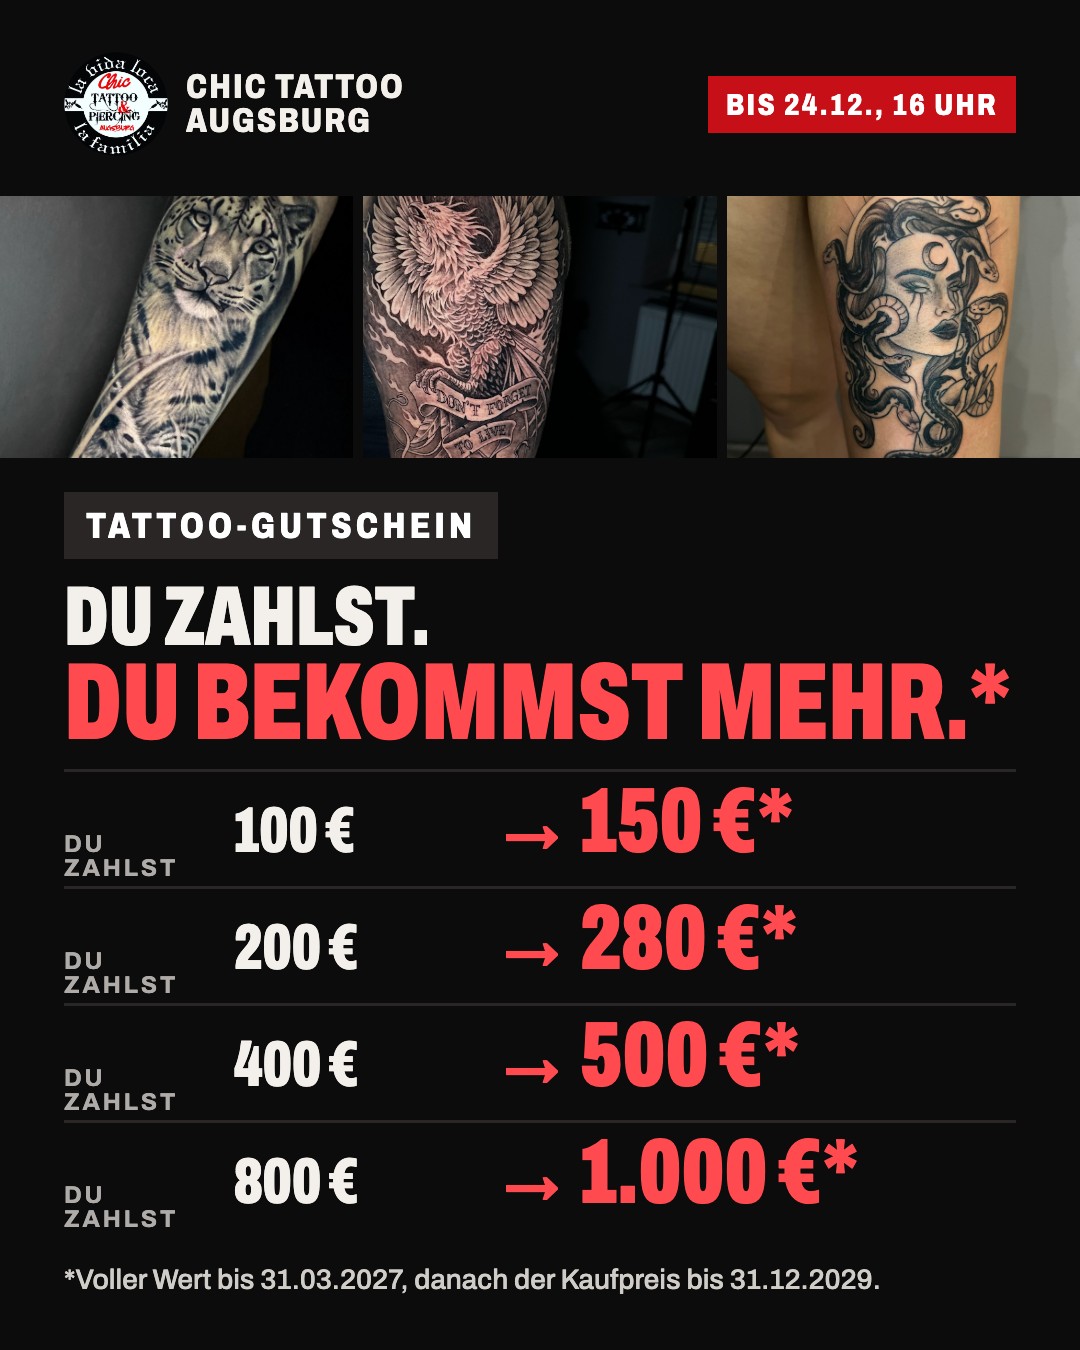 la vida loca
Chic
TATTOO
&
PIERCING
AUGSBURG
la familia
CHIC TATTOO
AUGSBURG
BIS 24.12., 16 UHR
DON'T FORGET
TO LIVE
TATTOO-GUTSCHEIN
DU ZAHLST.
DU BEKOMMST MEHR.*
DU ZAHLST 100 € → 150 €*
DU ZAHLST 200 € → 280 €*
DU ZAHLST 400 € → 500 €*
DU ZAHLST 800 € → 1.000 €*
*Voller Wert bis 31.03.2027, danach der Kaufpreis bis 31.12.2029.